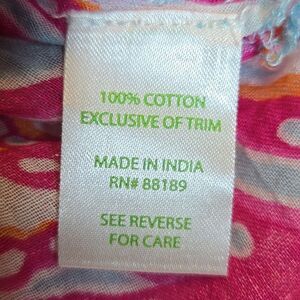 100% COTTON
EXCLUSIVE OF TRIM
MADE IN INDIA
RN# 88189
SEE REVERSE
FOR CARE